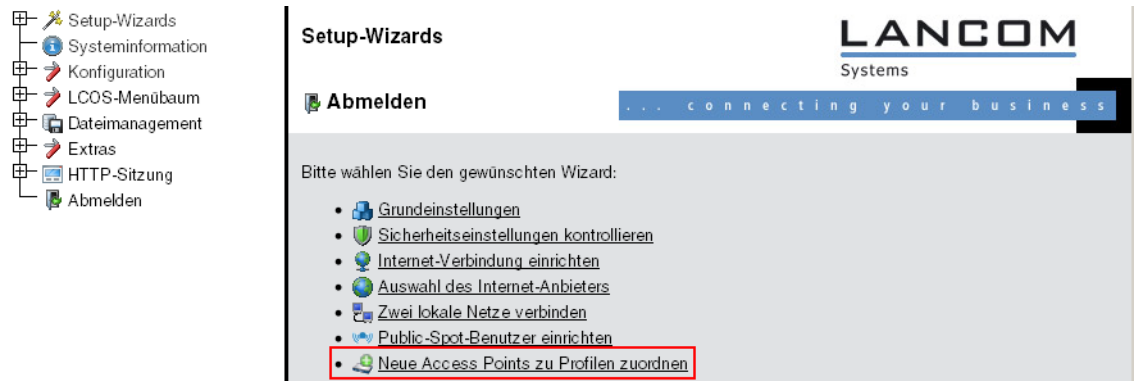 Setup-Wizards
Systeminformation
Konfiguration
LCOS-Menübaum
Dateimanagement
Extras
HTTP-Sitzung
Abmelden
Setup-Wizards
LANCOM
Systems
Abmelden
... connecting your business
Bitte wählen Sie den gewünschten Wizard:
• Grundeinstellungen
• Sicherheitseinstellungen kontrollieren
• Internet-Verbindung einrichten
• Auswahl des Internet-Anbieters
• Zwei lokale Netze verbinden
• Public-Spot-Benutzer einrichten
• Neue Access Points zu Profilen zuordnen